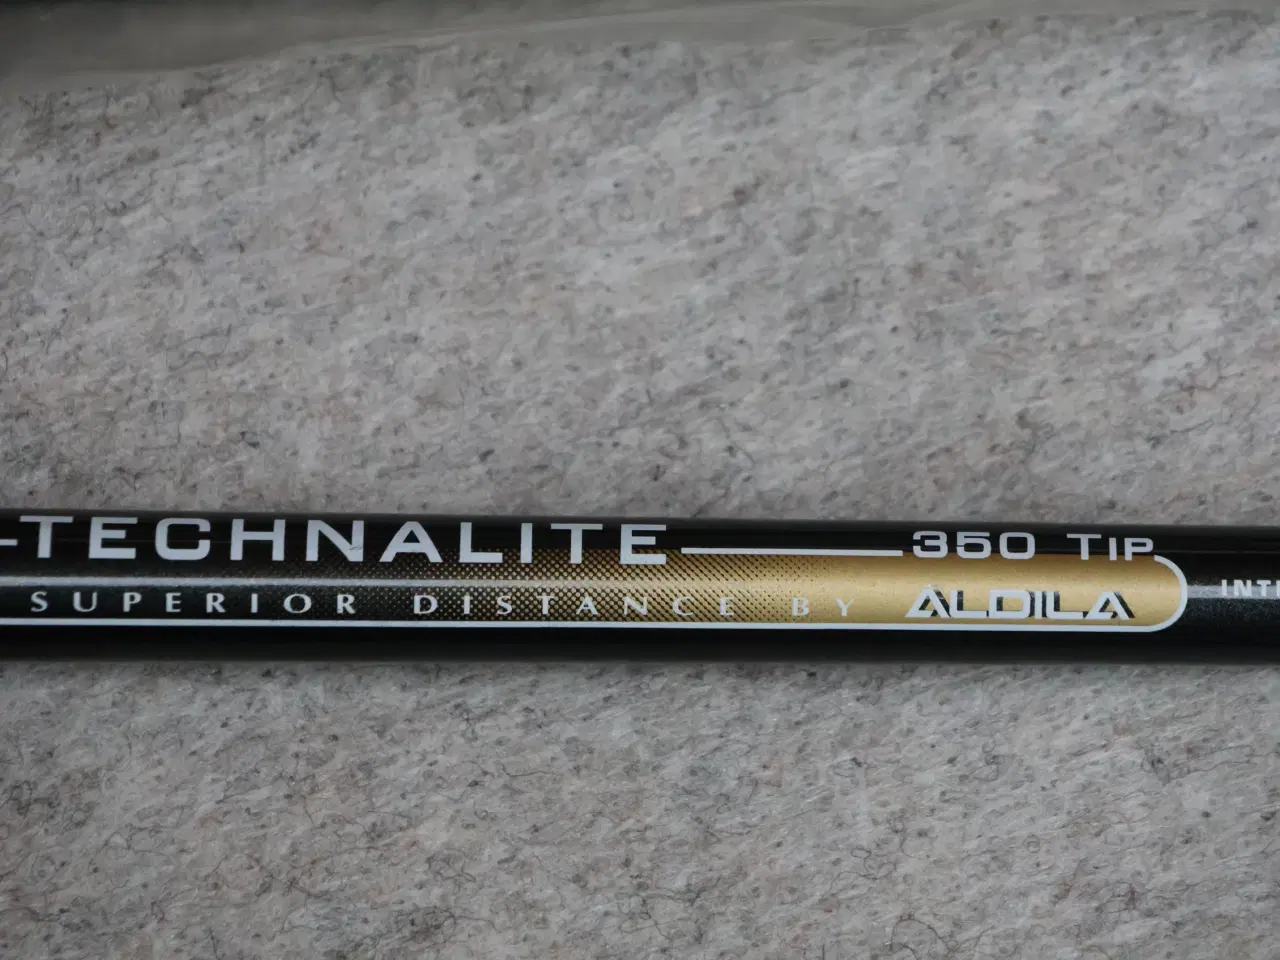 TECHNALITE 350 TIP
SUPERIOR DISTANCE BY ALDILA